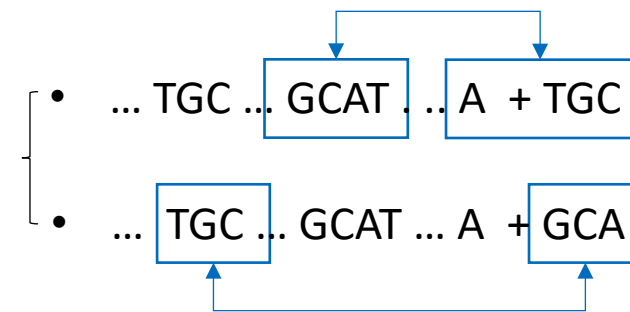 • … TGC … GCAT . .. A + TGC
• … TGC … GCAT … A + GCA